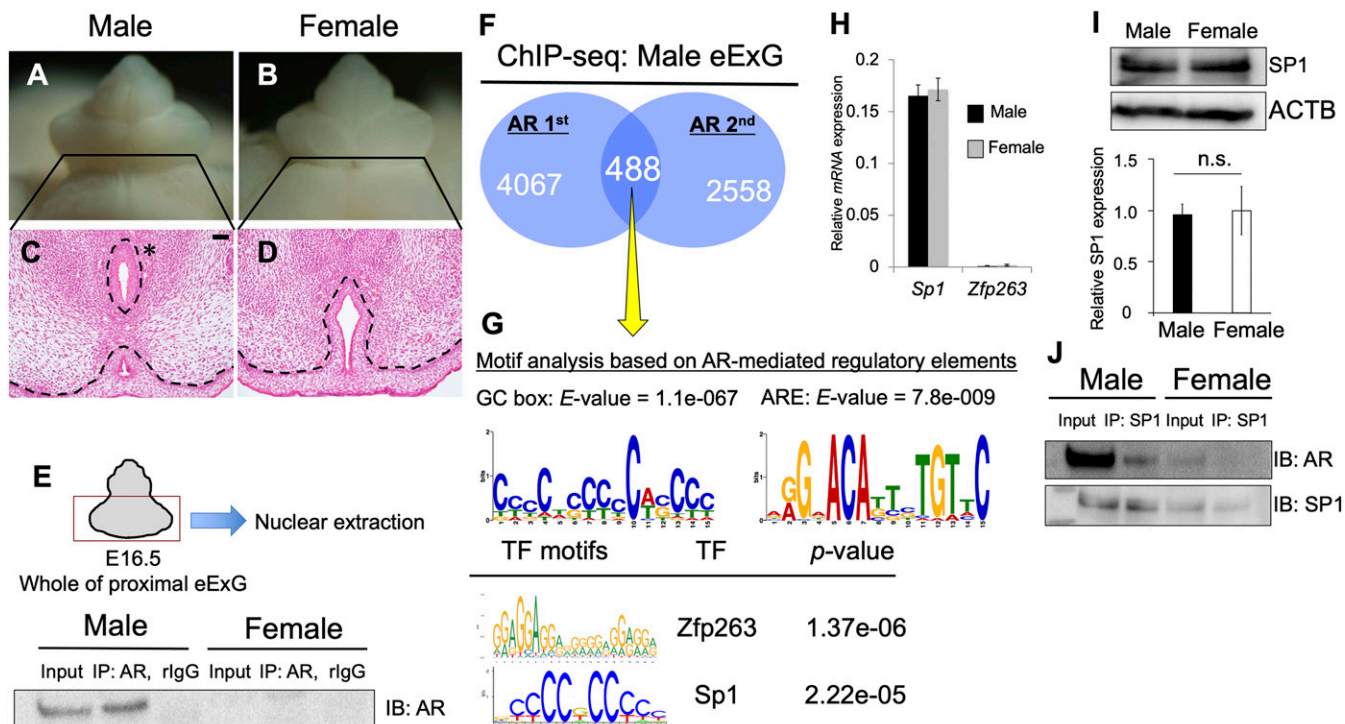 Male
Female
A
B
C
*
D
E
E16.5
Whole of proximal eExG
Nuclear extraction
Male
Female
Input IP: AR, rIgG
Input IP: AR, rIgG
IB: AR
F
ChIP-seq: Male eExG
AR 1st
AR 2nd
4067
488
2558
G
Motif analysis based on AR-mediated regulatory elements
GC box: E-value = 1.1e-067
ARE: E-value = 7.8e-009
TF motifs
TF
p-value
Zfp263
1.37e-06
Sp1
2.22e-05
H
Relative mRNA expression
0.2
0.15
0.1
0.05
0
Male
Female
Sp1
Zfp263
I
Male
Female
SP1
ACTB
Relative SP1 expression
1.5
1.0
0.5
0
n.s.
Male
Female
J
Male
Female
Input IP: SP1
Input IP: SP1
IB: AR
IB: SP1